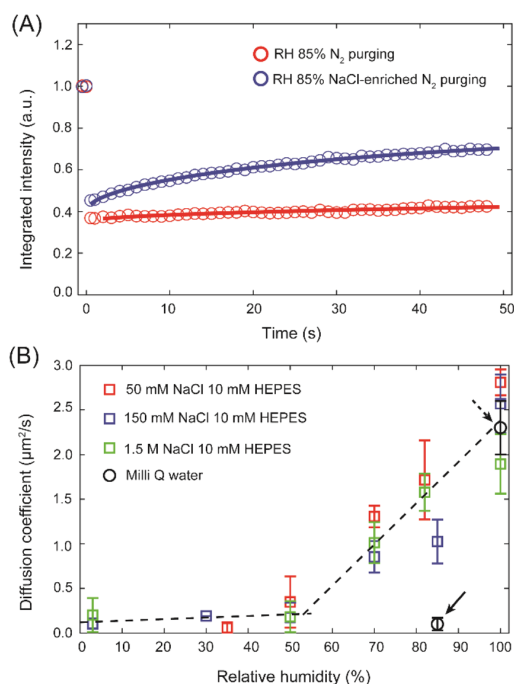 (A)
1.2
1.0
0.8
0.6
0.4
0.2
0.0
Integrated intensity (a.u.)
RH 85% N₂ purging
RH 85% NaCl-enriched N₂ purging
0 10 20 30 40 50
Time (s)
(B)
3.0
2.5
2.0
1.5
1.0
0.5
0.0
Diffusion coefficient (µm²/s)
50 mM NaCl 10 mM HEPES
150 mM NaCl 10 mM HEPES
1.5 M NaCl 10 mM HEPES
Milli Q water
0 10 20 30 40 50 60 70 80 90 100
Relative humidity (%)